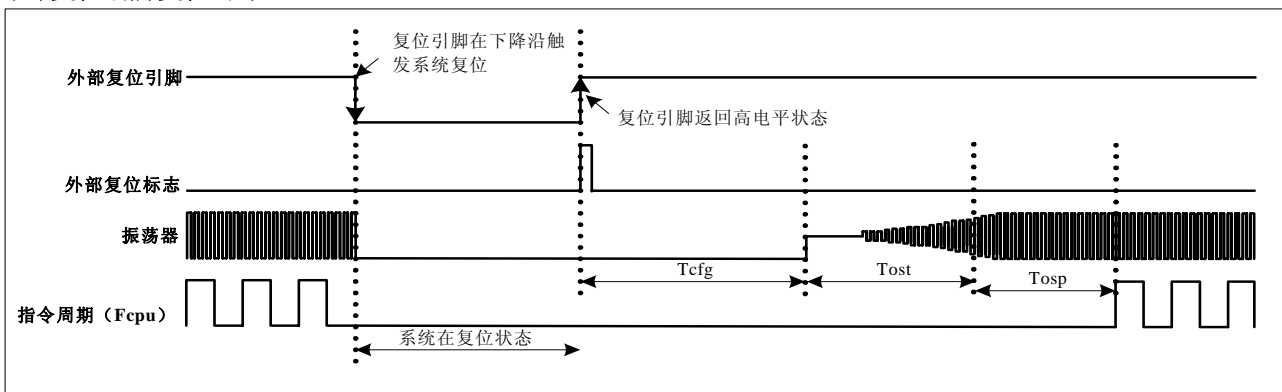 复位引脚在下降沿触
发系统复位
外部复位引脚
复位引脚返回高电平状态
外部复位标志
振荡器
Tcfg
Tost
Tosp
指令周期（Fcpu）
系统在复位状态